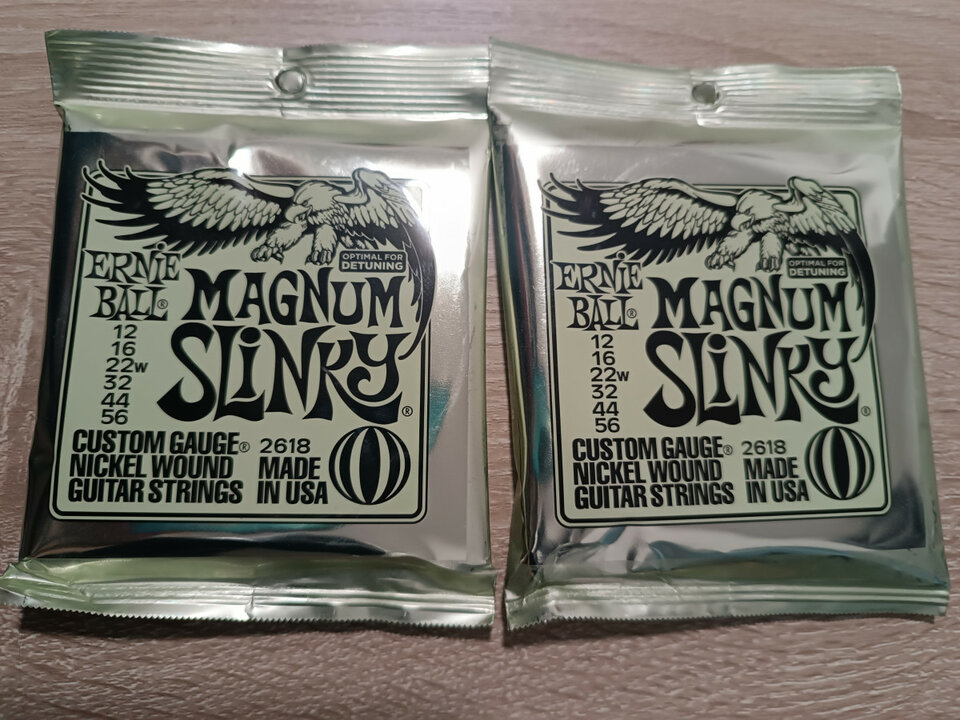 ERNIE
BALL®
OPTIMAL FOR
DETUNING
MAGNUM
SLINKY®
12
16
22W
32
44
56
CUSTOM GAUGE®
NICKEL WOUND
GUITAR STRINGS
2618
MADE
IN USA
ERNIE
BALL®
OPTIMAL FOR
DETUNING
MAGNUM
SLINKY®
12
16
22W
32
44
56
CUSTOM GAUGE®
NICKEL WOUND
GUITAR STRINGS
2618
MADE
IN USA